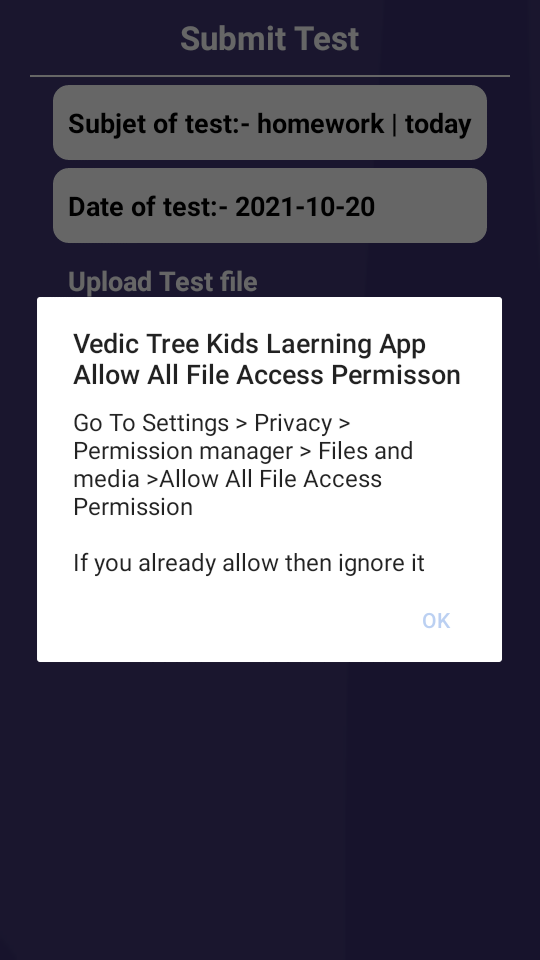 Submit Test
Subjet of test:- homework | today
Date of test:- 2021-10-20
Upload Test file
Vedic Tree Kids Laerning App
Allow All File Access Permisson
Go To Settings > Privacy >
Permission manager > Files and
media >Allow All File Access
Permission
If you already allow then ignore it
OK